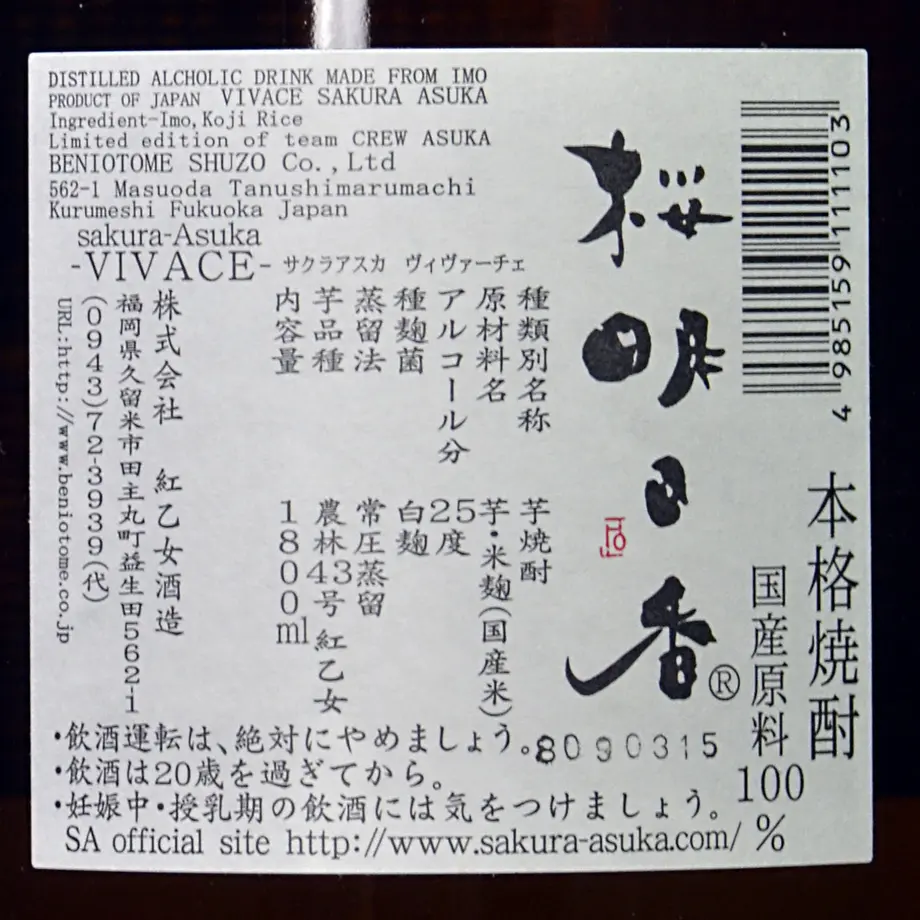 DISTILLED ALCHOLIC DRINK MADE FROM IMO
PRODUCT OF JAPAN VIVACE SAKURA ASUKA
Ingredient-Imo, Koji Rice
Limited edition of team CREW ASUKA
BENIOTOME SHUZO Co., Ltd
562-1 Masuoda Tanushimarumachi
Kurumeshi Fukuoka Japan
sakura-Asuka
-VIVACE- サクラアスカ ヴィヴァーチェ
4 985159 111103
本格焼酎
国産原料100%
桜明日香®
種類別名称 芋焼酎
原材料名 芋・米麹(国産米)
アルコール分 25度
種麹菌 白麹
蒸留法 常圧蒸留
芋品種 農林43号 紅乙女
内容量 1800ml
株式会社 紅乙女酒造
福岡県久留米市田主丸町益生田562-1
(0943)72-3939(代)
URL:http://www.beniotome.co.jp
8090315
・飲酒運転は、絶対にやめましょう。
・飲酒は20歳を過ぎてから。
・妊娠中・授乳期の飲酒には気をつけましょう。
SA official site http://www.sakura-asuka.com/